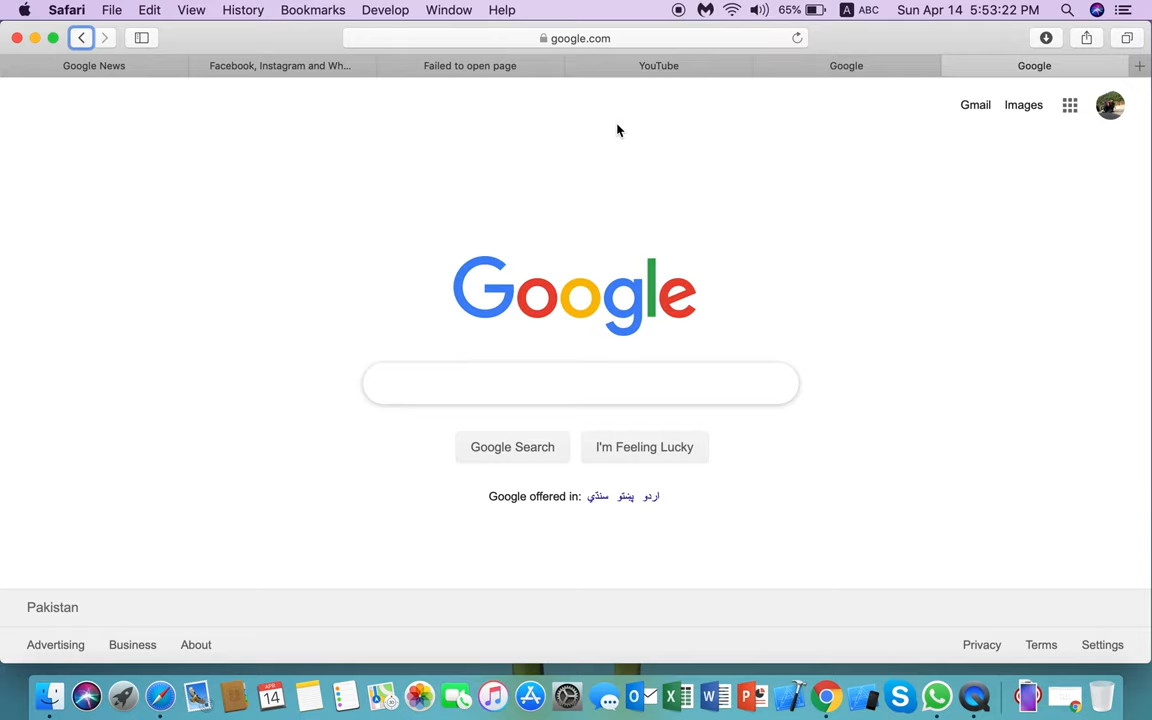 Safari File Edit View History Bookmarks Develop Window Help 65% A ABC Sun Apr 14 5:53:22 PM
google.com
Google News Facebook, Instagram and Wh... Failed to open page YouTube Google Google
Gmail Images
Google
Google Search I'm Feeling Lucky
Google offered in: سنڌي پښتو اردو
Pakistan
Advertising Business About Privacy Terms Settings
APR
14